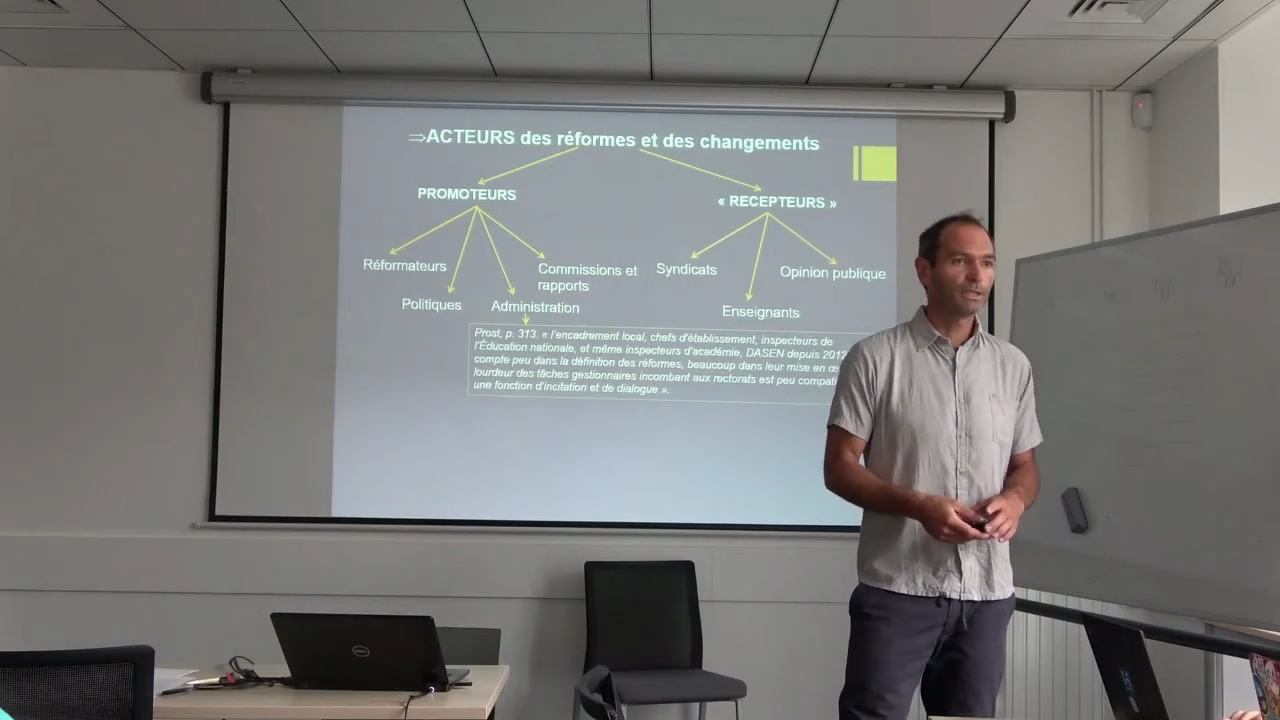 ⇒ACTEURS des réformes et des changements
PROMOTEURS
« RECEPTEURS »
Réformateurs
Commissions et
rapports
Syndicats
Opinion publique
Politiques
Administration
Enseignants
Prost, p. 313. « l'encadrement local, chefs d'établissement, inspecteurs de
l'Éducation nationale, et même inspecteurs d'académie, DASEN depuis 2012
compte peu dans la définition des réformes, beaucoup dans leur mise en
lourdeur des tâches gestionnaires incombant aux rectorats est peu
une fonction d'incitation et de dialogue ».
DELL